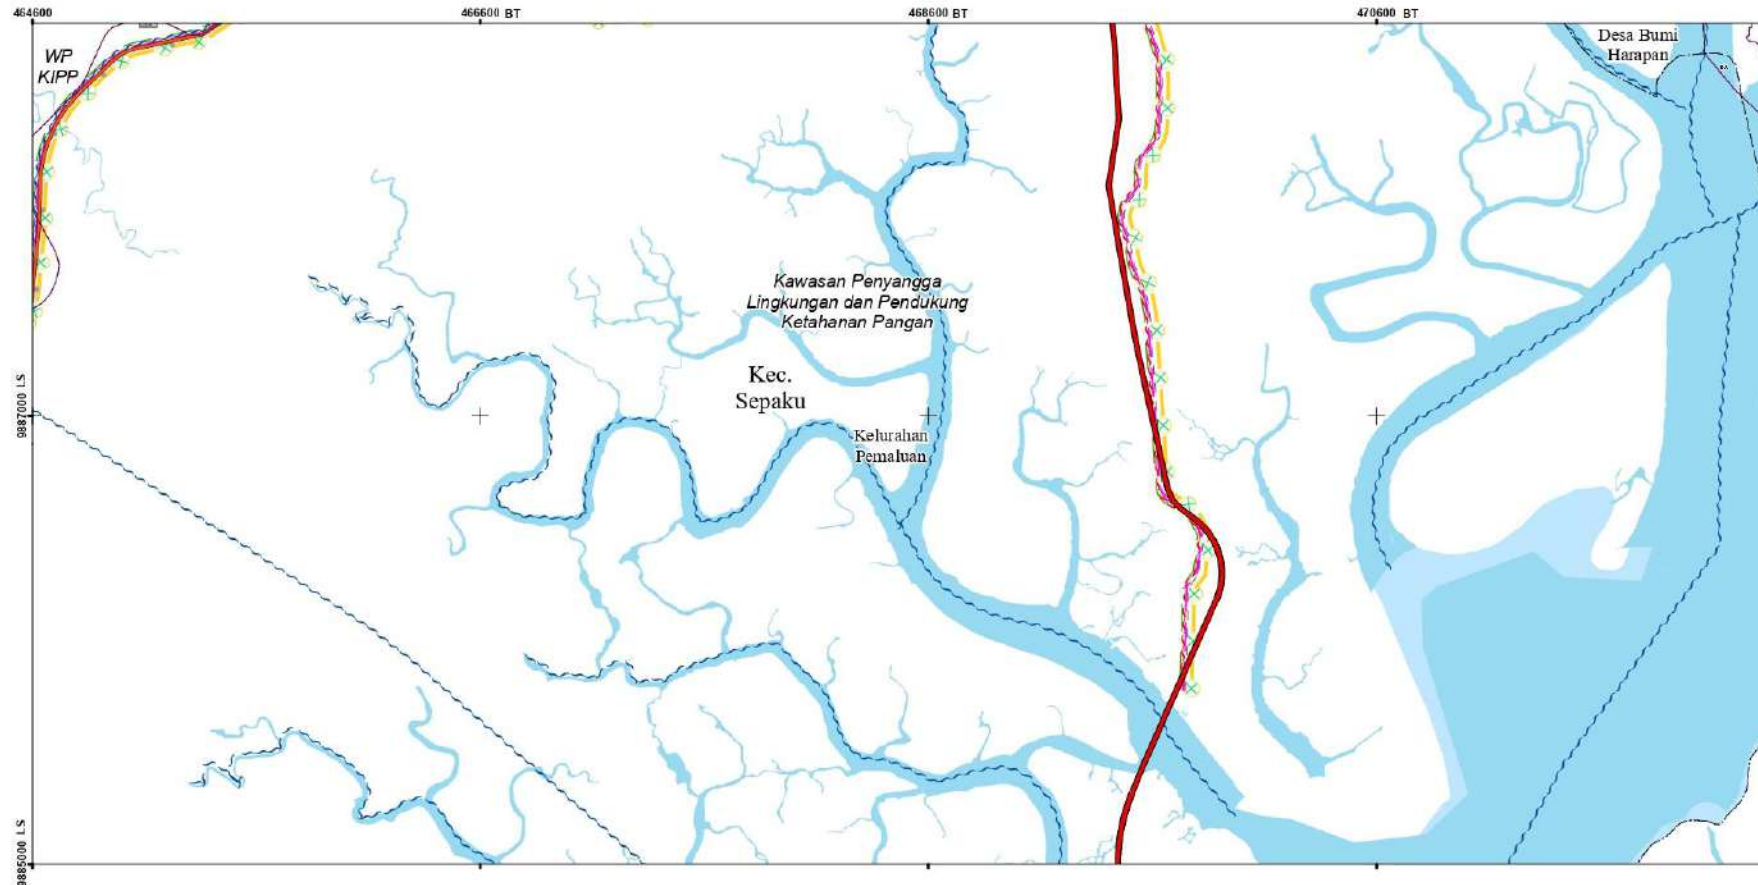 464600
466600 BT
468600 BT
470600 BT
WP
KIPP
Desa Bumi
Harapan
Kawasan Penyangga
Lingkungan dan Pendukung
Ketahanan Pangan
Kec.
Sepaku
Kelurahan
Pemaluan
9887000 LS
9885000 LS